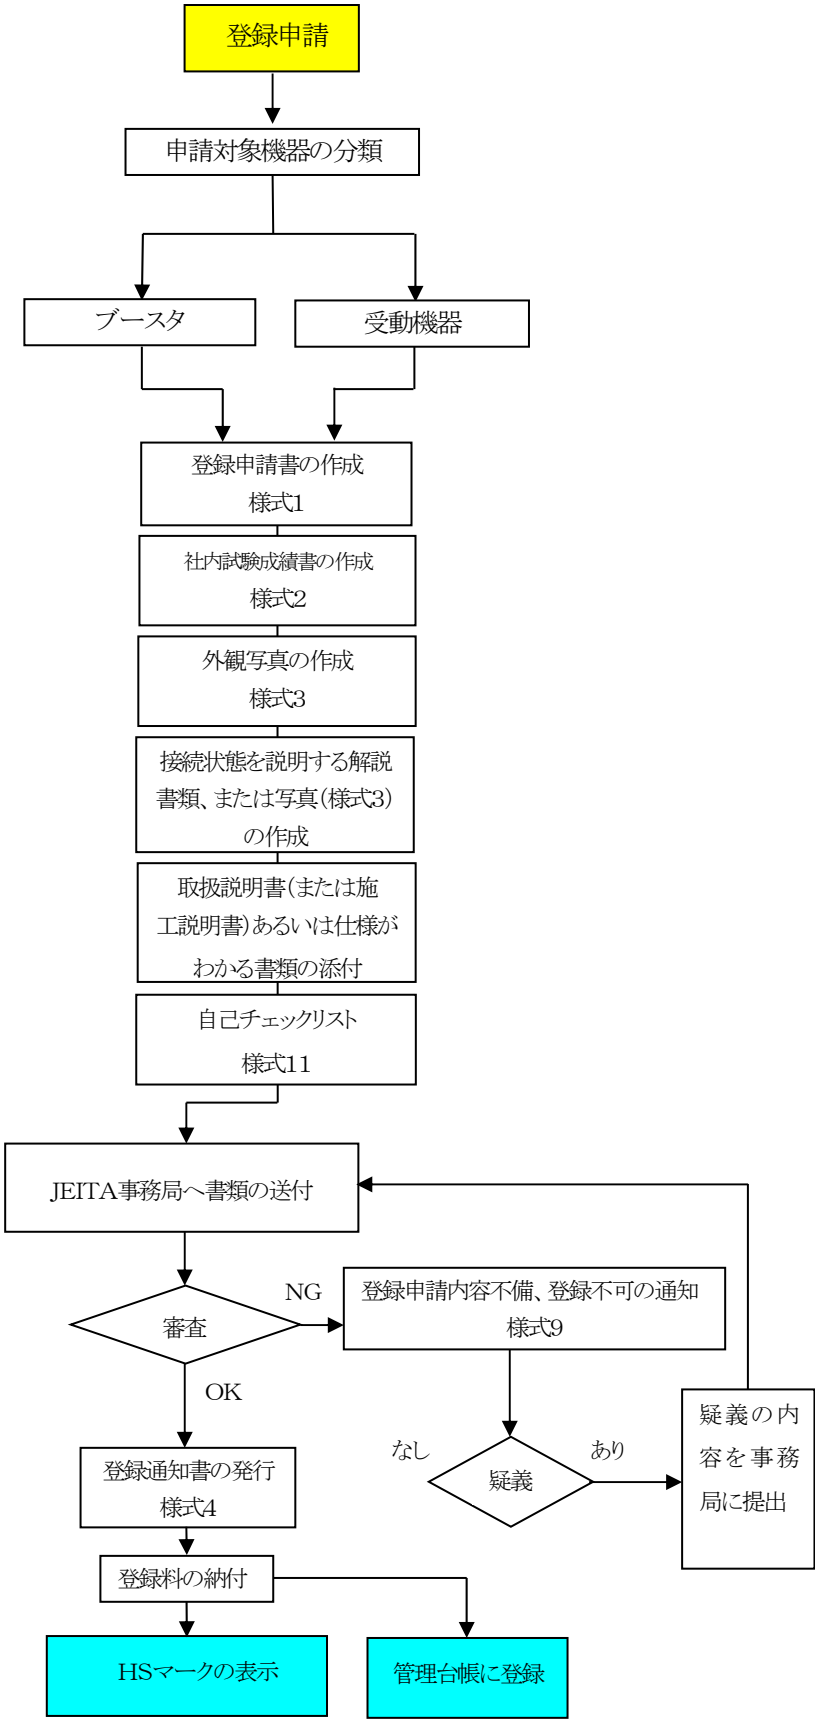 登録申請
申請対象機器の分類
ブースタ
受動機器
登録申請書の作成
様式1
社内試験成績書の作成
様式2
外観写真の作成
様式3
接続状態を説明する解説
書類、または写真(様式3)
の作成
取扱説明書(または施
工説明書)あるいは仕様が
わかる書類の添付
自己チェックリスト
様式11
JEITA事務局へ書類の送付
審査
NG
登録申請内容不備、登録不可の通知
様式9
OK
なし
疑義
あり
疑義の内
容を事務
局に提出
登録通知書の発行
様式4
登録料の納付
HSマークの表示
管理台帳に登録